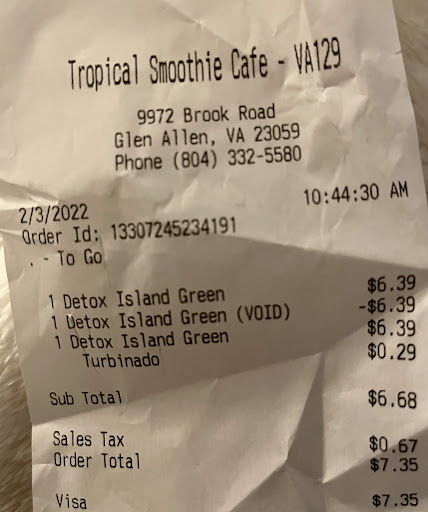 Tropical Smoothie Cafe - VA129
9972 Brook Road
Glen Allen, VA 23059
Phone (804) 332-5580
2/3/2022 10:44:30 AM
Order Id: 13307245234191
. - To Go
1 Detox Island Green $6.39
1 Detox Island Green (VOID) -$6.39
1 Detox Island Green $6.39
Turbinado $0.29
Sub Total $6.68
Sales Tax $0.67
Order Total $7.35
Visa $7.35